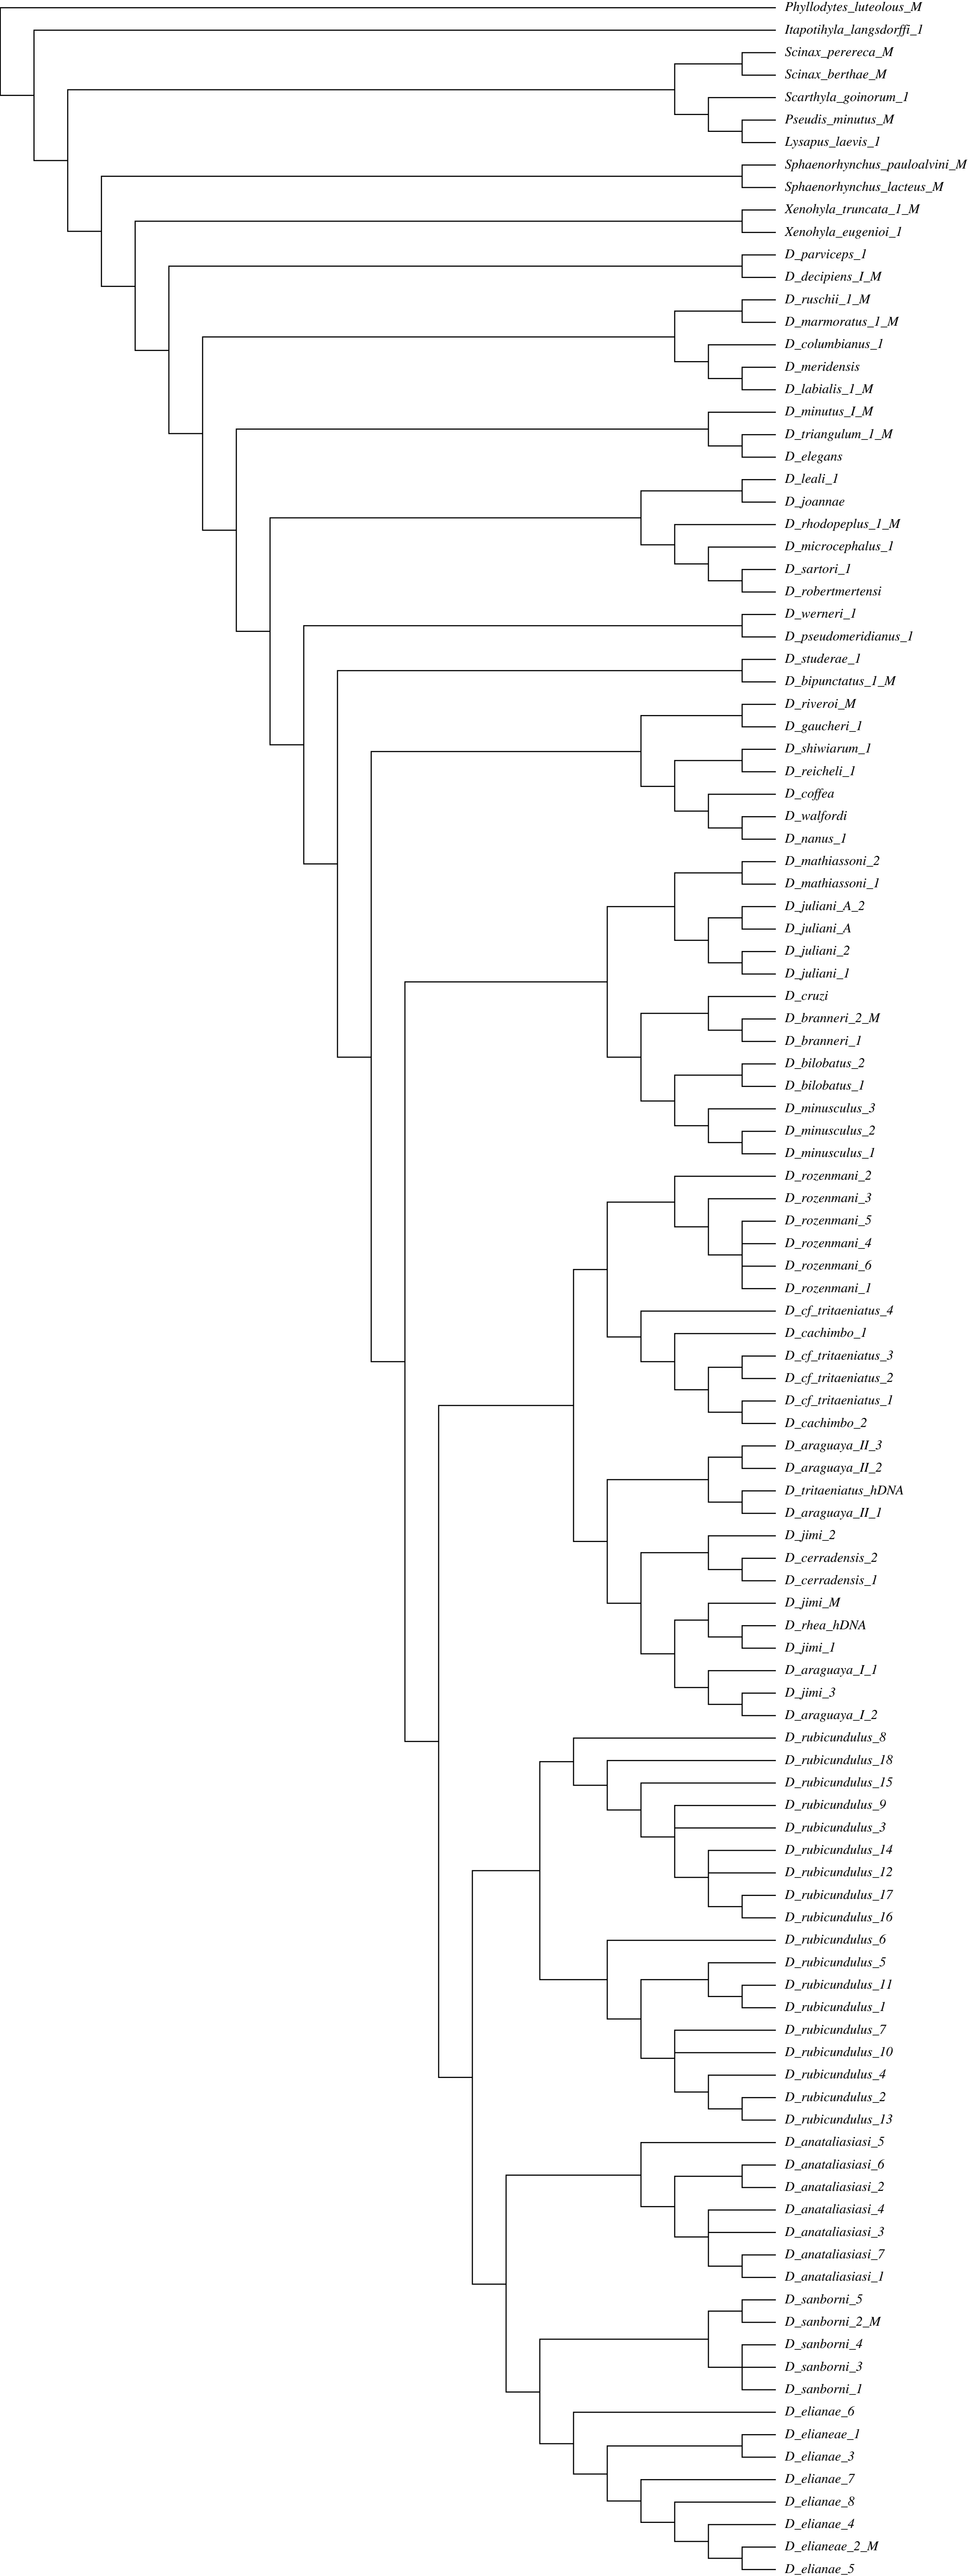 Phyllodytes_luteolous_M
Itapotihyla_langsdorffi_1
Scinax_perereca_M
Scinax_berthae_M
Scarthyla_goinorum_1
Pseudis_minutus_M
Lysapus_laevis_1
Sphaenorhynchus_pauloalvini_M
Sphaenorhynchus_lacteus_M
Xenohyla_truncata_1_M
Xenohyla_eugenioi_1
D_parviceps_1
D_decipiens_I_M
D_ruschii_1_M
D_marmoratus_1_M
D_columbianus_1
D_meridensis
D_labialis_1_M
D_minutus_I_M
D_triangulum_1_M
D_elegans
D_leali_1
D_joannae
D_rhodopeplus_1_M
D_microcephalus_1
D_sartori_1
D_robertmertensi
D_werneri_1
D_pseudomeridianus_1
D_studerae_1
D_bipunctatus_1_M
D_riveroi_M
D_gaucheri_1
D_shiwiarum_1
D_reicheli_1
D_coffea
D_walfordi
D_nanus_1
D_mathiassoni_2
D_mathiassoni_1
D_juliani_A_2
D_juliani_A
D_juliani_2
D_juliani_1
D_cruzi
D_branneri_2_M
D_branneri_1
D_bilobatus_2
D_bilobatus_1
D_minusculus_3
D_minusculus_2
D_minusculus_1
D_rozenmani_2
D_rozenmani_3
D_rozenmani_5
D_rozenmani_4
D_rozenmani_6
D_rozenmani_1
D_cf_tritaeniatus_4
D_cachimbo_1
D_cf_tritaeniatus_3
D_cf_tritaeniatus_2
D_cf_tritaeniatus_1
D_cachimbo_2
D_araguaya_II_3
D_araguaya_II_2
D_tritaeniatus_hDNA
D_araguaya_II_1
D_jimi_2
D_cerradensis_2
D_cerradensis_1
D_jimi_M
D_rhea_hDNA
D_jimi_1
D_araguaya_I_1
D_jimi_3
D_araguaya_I_2
D_rubicundulus_8
D_rubicundulus_18
D_rubicundulus_15
D_rubicundulus_9
D_rubicundulus_3
D_rubicundulus_14
D_rubicundulus_12
D_rubicundulus_17
D_rubicundulus_16
D_rubicundulus_6
D_rubicundulus_5
D_rubicundulus_11
D_rubicundulus_1
D_rubicundulus_7
D_rubicundulus_10
D_rubicundulus_4
D_rubicundulus_2
D_rubicundulus_13
D_anataliasiasi_5
D_anataliasiasi_6
D_anataliasiasi_2
D_anataliasiasi_4
D_anataliasiasi_3
D_anataliasiasi_7
D_anataliasiasi_1
D_sanborni_5
D_sanborni_2_M
D_sanborni_4
D_sanborni_3
D_sanborni_1
D_elianae_6
D_elianeae_1
D_elianae_3
D_elianae_7
D_elianae_8
D_elianae_4
D_elianeae_2_M
D_elianae_5